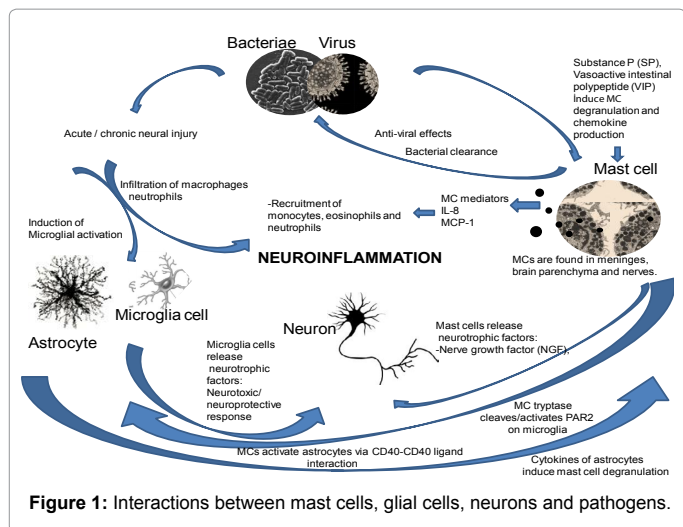 Bacteriae
Virus
Substance P (SP),
Vasoactive intestinal
polypeptide (VIP)
Induce MC
degranulation and
chemokine
production
Acute / chronic neural injury
Anti-viral effects
Bacterial clearance
Mast cell
Infiltration of macrophages
neutrophils
-Recruitment of
monocytes, eosinophils and
neutrophils
MC mediators
IL-8
MCP-1
Induction of
Microglial activation
NEUROINFLAMMATION
MCs are found in meninges,
brain parenchyma and nerves.
Astrocyte
Microglia cell
Neuron
Microglia cells
release
neurotrophic
factors:
Neurotoxic/
neuroprotective
response
Mast cells release
neurotrophic factors:
-Nerve growth factor (NGF),
MC tryptase
cleaves/activates PAR2
on microglia
MCs activate astrocytes via CD40-CD40 ligand
interaction
Cytokines of astrocytes
induce mast cell degranulation
Figure 1: Interactions between mast cells, glial cells, neurons and pathogens.